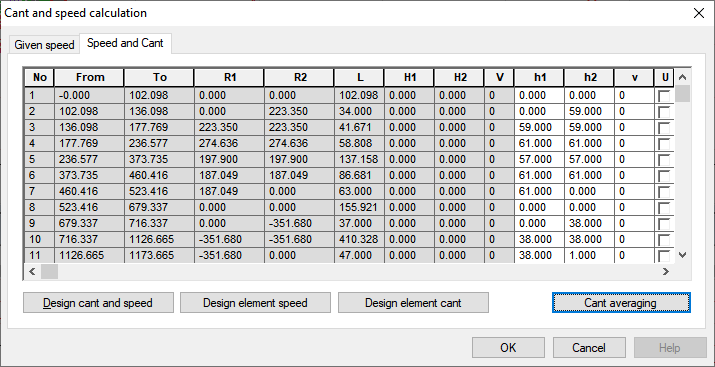 Cant and speed calculation
Given speed Speed and Cant
No From To R1 R2 L H1 H2 V h1 h2 v U
1 -0.000 102.098 0.000 0.000 102.098 0.000 0.000 0 0.000 0.000 0
2 102.098 136.098 0.000 223.350 34.000 0.000 0.000 0 0.000 59.000 0
3 136.098 177.769 223.350 223.350 41.671 0.000 0.000 0 59.000 59.000 0
4 177.769 236.577 274.636 274.636 58.808 0.000 0.000 0 61.000 61.000 0
5 236.577 373.735 197.900 197.900 137.158 0.000 0.000 0 57.000 57.000 0
6 373.735 460.416 187.049 187.049 86.681 0.000 0.000 0 61.000 61.000 0
7 460.416 523.416 187.049 0.000 63.000 0.000 0.000 0 61.000 0.000 0
8 523.416 679.337 0.000 0.000 155.921 0.000 0.000 0 0.000 0.000 0
9 679.337 716.337 0.000 -351.680 37.000 0.000 0.000 0 0.000 38.000 0
10 716.337 1126.665 -351.680 -351.680 410.328 0.000 0.000 0 38.000 38.000 0
11 1126.665 1173.665 -351.680 0.000 47.000 0.000 0.000 0 38.000 1.000 0
Design cant and speed Design element speed Design element cant Cant averaging
OK Cancel Help